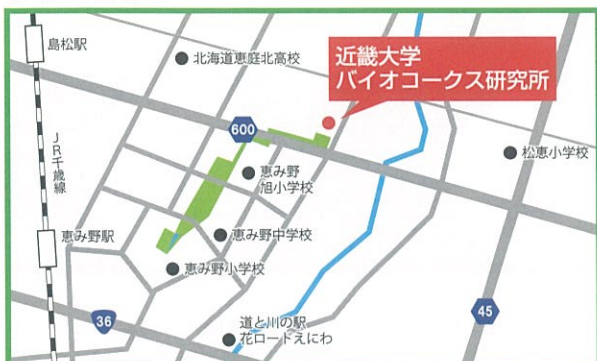 島松駅
北海道恵庭北高校
近畿大学
バイオコークス研究所
600
松恵小学校
JR千歳線
恵み野
旭小学校
恵み野駅
恵み野中学校
恵み野小学校
36
道と川の駅
花ロードえにわ
45